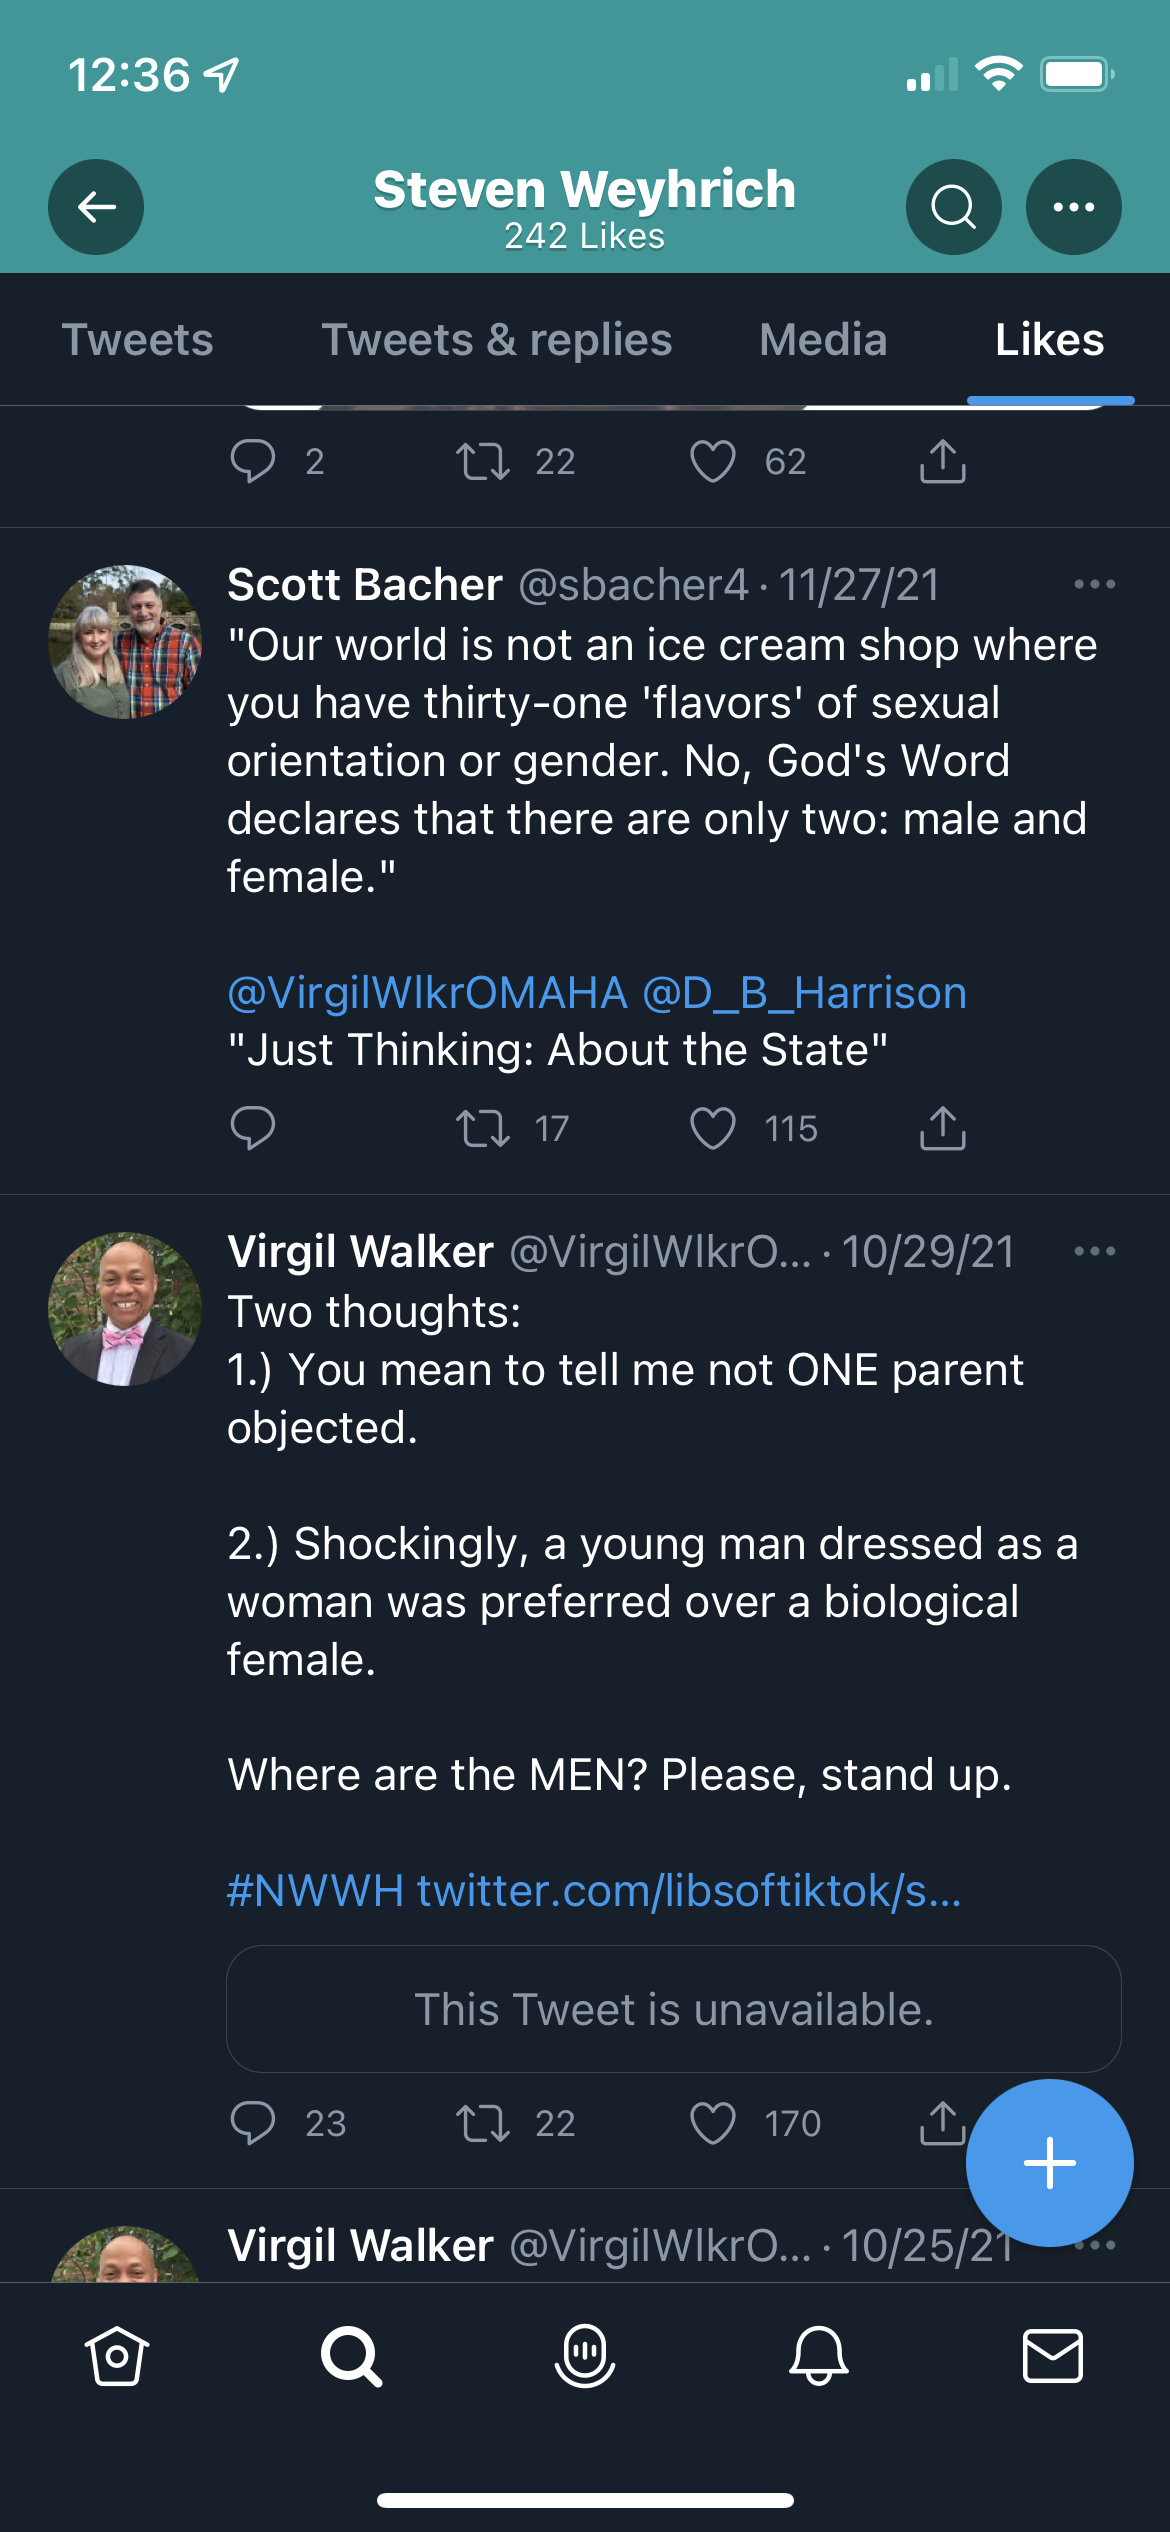 12:36
Steven Weyhrich
242 Likes
Tweets Tweets & replies Media Likes
2 22 62
Scott Bacher @sbacher4 · 11/27/21
"Our world is not an ice cream shop where
you have thirty-one 'flavors' of sexual
orientation or gender. No, God's Word
declares that there are only two: male and
female."
@VirgilWlkrOMAHA @D_B_Harrison
"Just Thinking: About the State"
17 115
Virgil Walker @VirgilWlkrO... · 10/29/21
Two thoughts:
1.) You mean to tell me not ONE parent
objected.
2.) Shockingly, a young man dressed as a
woman was preferred over a biological
female.
Where are the MEN? Please, stand up.
#NWWH twitter.com/libsoftiktok/s...
This Tweet is unavailable.
23 22 170
Virgil Walker @VirgilWlkrO... · 10/25/21